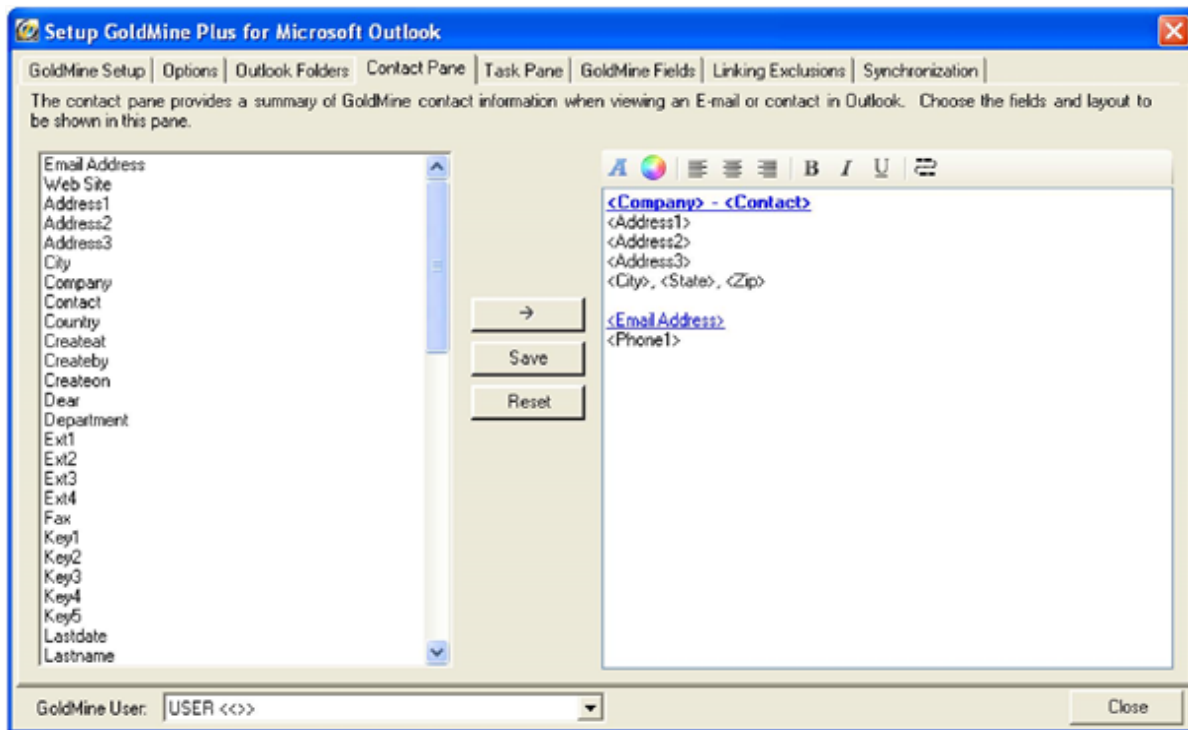 Setup GoldMine Plus for Microsoft Outlook
GoldMine Setup Options Outlook Folders Contact Pane Task Pane GoldMine Fields Linking Exclusions Synchronization
The contact pane provides a summary of GoldMine contact information when viewing an E-mail or contact in Outlook. Choose the fields and layout to
be shown in this pane.
Email Address
Web Site
Address1
Address2
Address3
City
Company
Contact
Country
Createat
Createby
Createon
Dear
Department
Ext1
Ext2
Ext3
Ext4
Fax
Key1
Key2
Key3
Key4
Key5
Lastdate
Lastname
→
Save
Reset
A B I U
<Company> - <Contact>
<Address1>
<Address2>
<Address3>
<City>, <State>, <Zip>
<Email Address>
<Phone1>
GoldMine User: USER <<>>
Close